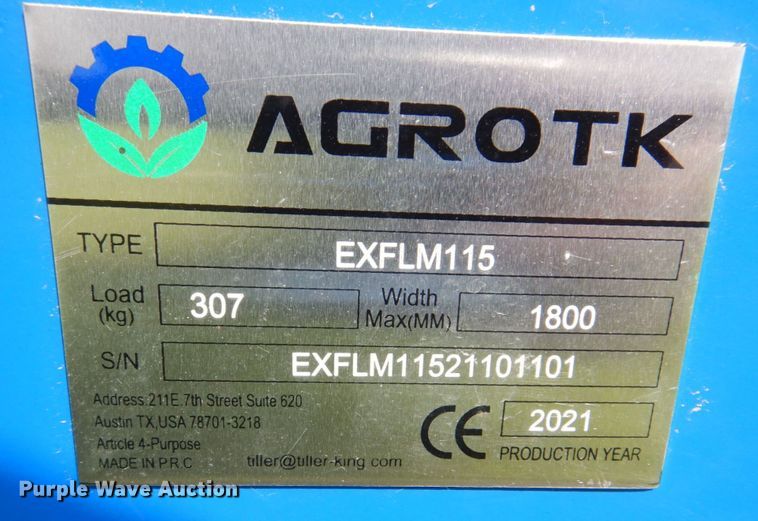 AGROTK
TYPE EXFLM115
Load (kg) 307 Width Max(MM) 1800
S/N EXFLM11521101101
Address:211E.7th Street Suite 620
Austin TX,USA 78701-3218
Article 4-Purpose
MADE IN P.R.C tiller@tiller-king.com
CE 2021
PRODUCTION YEAR
Purple Wave Auction